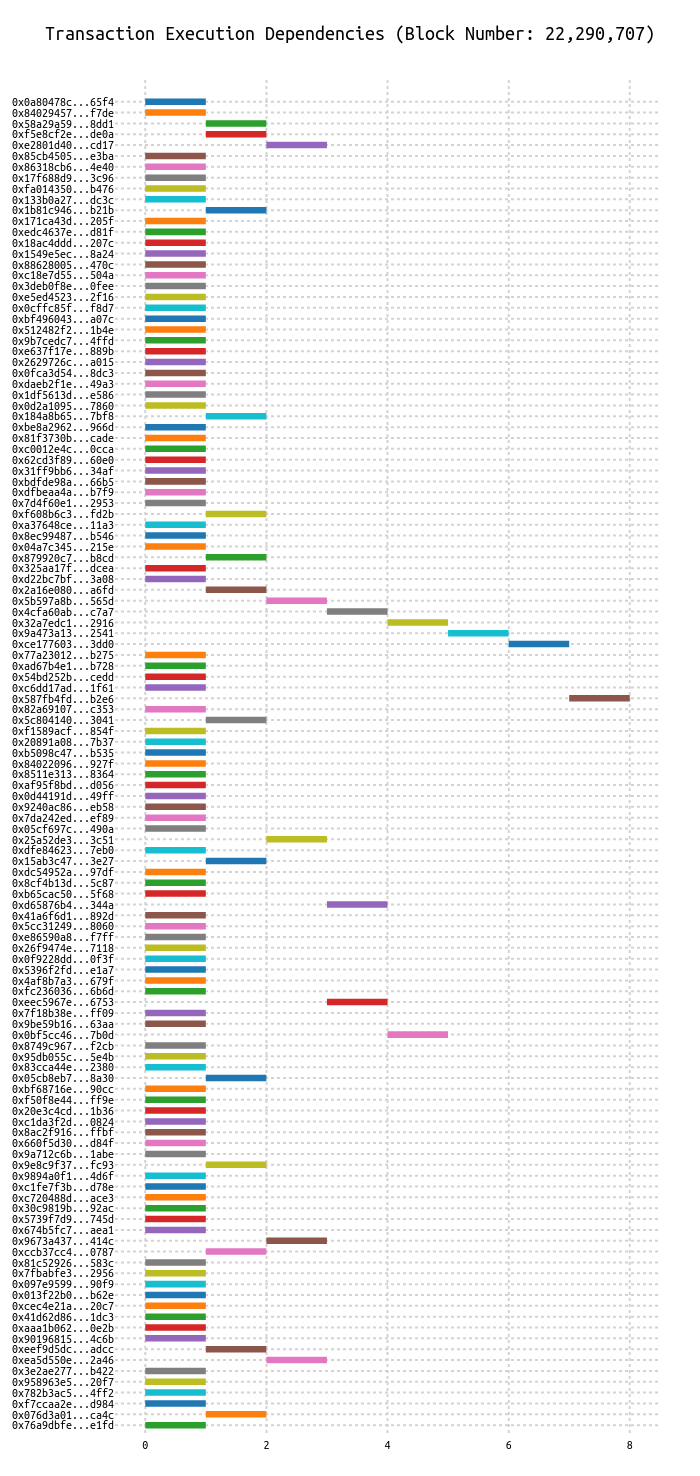 Transaction Execution Dependencies (Block Number: 22,290,707)
0x0a80478c...65f4
0x84029457...f7de
0x58a29a59...8dd1
0xf5e8cf2e...de0a
0xe2801d40...cd17
0x85cb4505...e3ba
0x86318cb6...4e40
0x17f688d9...3c96
0xfa014350...b476
0x133b0a27...dc3c
0x1b81c946...b21b
0x171ca43d...205f
0xedc4637e...d81f
0x18ac4ddd...207c
0x1549e5ec...8a24
0x88628005...470c
0xc18e7d55...504a
0x3deb0f8e...0fee
0xe5ed4523...2f16
0x0cffc85f...f8d7
0xbf496043...a07c
0x512482f2...1b4e
0x9b7cedc7...4ffd
0xe637f17e...889b
0x2629726c...a015
0x0fca3d54...8dc3
0xdaeb2f1e...49a3
0x1df5613d...e586
0x0d2a1095...7860
0x184a8b65...7bf8
0xbe8a2962...966d
0x81f3730b...cade
0xc0012e4c...0cca
0x62cd3f89...60e0
0x31ff9bb6...34af
0xbdfde98a...66b5
0xdfbeaa4a...b7f9
0x7d4f60e1...2953
0xf608b6c3...fd2b
0xa37648ce...11a3
0x8ec99487...b546
0x04a7c345...215e
0x879920c7...b8cd
0x325aa17f...dcea
0xd22bc7bf...3a08
0x2a16e080...a6fd
0x5b597a8b...565d
0x4cfa60ab...c7a7
0x32a7edc1...2916
0x9a473a13...2541
0xce177603...3dd0
0x77a23012...b275
0xad67b4e1...b728
0x54bd252b...cedd
0xc6dd17ad...1f61
0x587fb4fd...b2e6
0x82a69107...c353
0x5c804140...3041
0xf1589acf...854f
0x20891a08...7b37
0xb5098c47...b535
0x84022096...927f
0x8511e313...8364
0xaf95f8bd...d056
0x0d44191d...49ff
0x9240ac86...eb58
0x7da242ed...ef89
0x05cf697c...490a
0x25a52de3...3c51
0xdfe84623...7eb0
0x15ab3c47...3e27
0xdc54952a...97df
0x8cf4b13d...5c87
0xb65cac50...5f68
0xd65876b4...344a
0x41a6f6d1...892d
0x5cc31249...8060
0xe86590a8...f7ff
0x26f9474e...7118
0x0f9228dd...0f3f
0x5396f2fd...e1a7
0x4af8b7a3...679f
0xfc236036...6b6d
0xeec5967e...6753
0x7f18b38e...ff09
0x9be59b16...63aa
0x0bf5cc46...7b0d
0x8749c967...f2cb
0x95db055c...5e4b
0x83cca44e...2380
0x05cb8eb7...8a30
0xbf68716e...90cc
0xf50f8e44...ff9e
0x20e3c4cd...1b36
0xc1da3f2d...0824
0x8ac2f916...ffbf
0x660f5d30...d84f
0x9a712c6b...1abe
0x9e8c9f37...fc93
0x9894a0f1...4d6f
0xc1fe7f3b...d78e
0xc720488d...ace3
0x30c9819b...92ac
0x5739f7d9...745d
0x674b5fc7...aea1
0x9673a437...414c
0xccb37cc4...0787
0x81c52926...583c
0x7fbabfe3...2956
0x097e9599...90f9
0x013f22b0...b62e
0xcec4e21a...20c7
0x41d62d86...1dc3
0xaaa1b062...0e2b
0x90196815...4c6b
0xeef9d5dc...adcc
0xea5d550e...2a46
0x3e2ae277...b422
0x958963e5...20f7
0x782b3ac5...4ff2
0xf7ccaa2e...d984
0x076d3a01...ca4c
0x76a9dbfe...e1fd
0 2 4 6 8